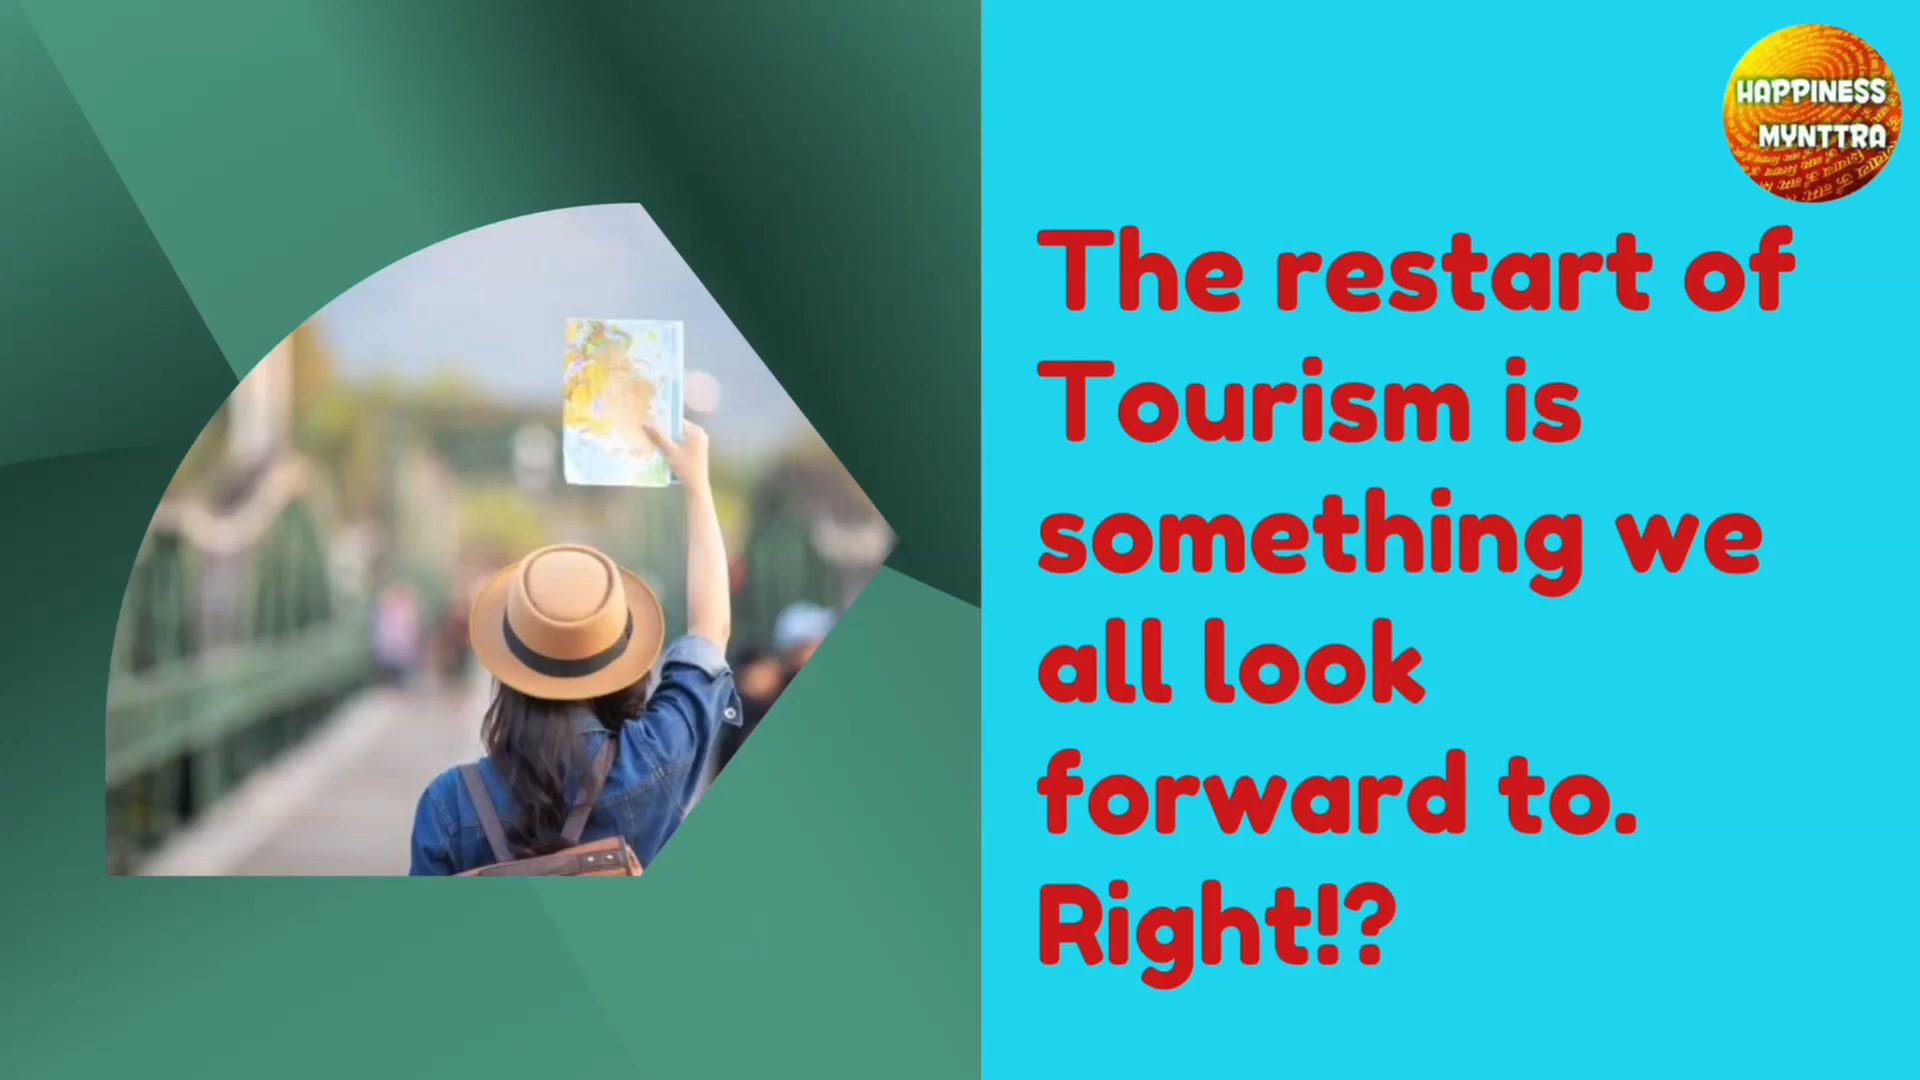 HAPPINESS
MYNTTRA
The restart of
Tourism is
something we
all look
forward to.
Right!?